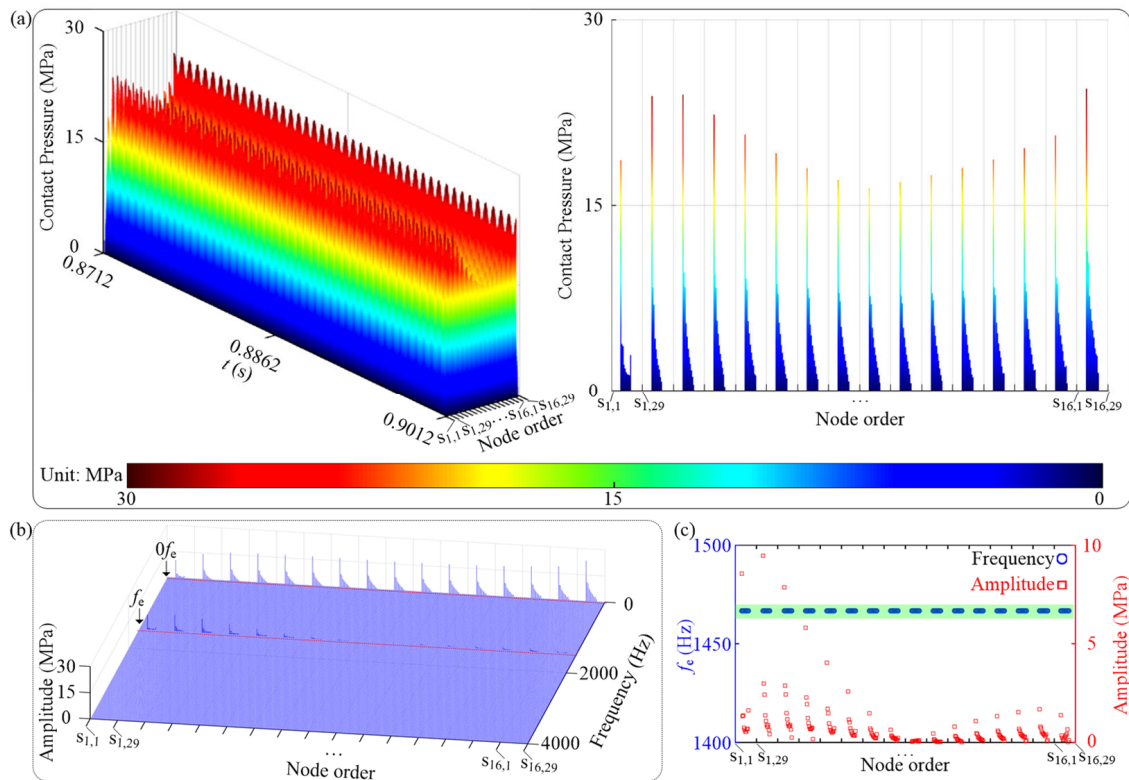 (a)
30
15
0
Contact Pressure (MPa)
0.8712
0.8862
0.9012
t (s)
s1,1 s1,29 ... s16,1 s16,29
Node order
30
15
0
Contact Pressure (MPa)
s1,1 s1,29 ... s16,1 s16,29
Node order
Unit: MPa
30 15 0
(b)
0fe
fe
30
15
0
Amplitude (MPa)
0
2000
4000
Frequency (Hz)
s1,1 s1,29 ... s16,1 s16,29
Node order
(c)
1500
1450
1400
fe (Hz)
Frequency
Amplitude
10
5
0
Amplitude (MPa)
s1,1 s1,29 ... s16,1 s16,29
Node order